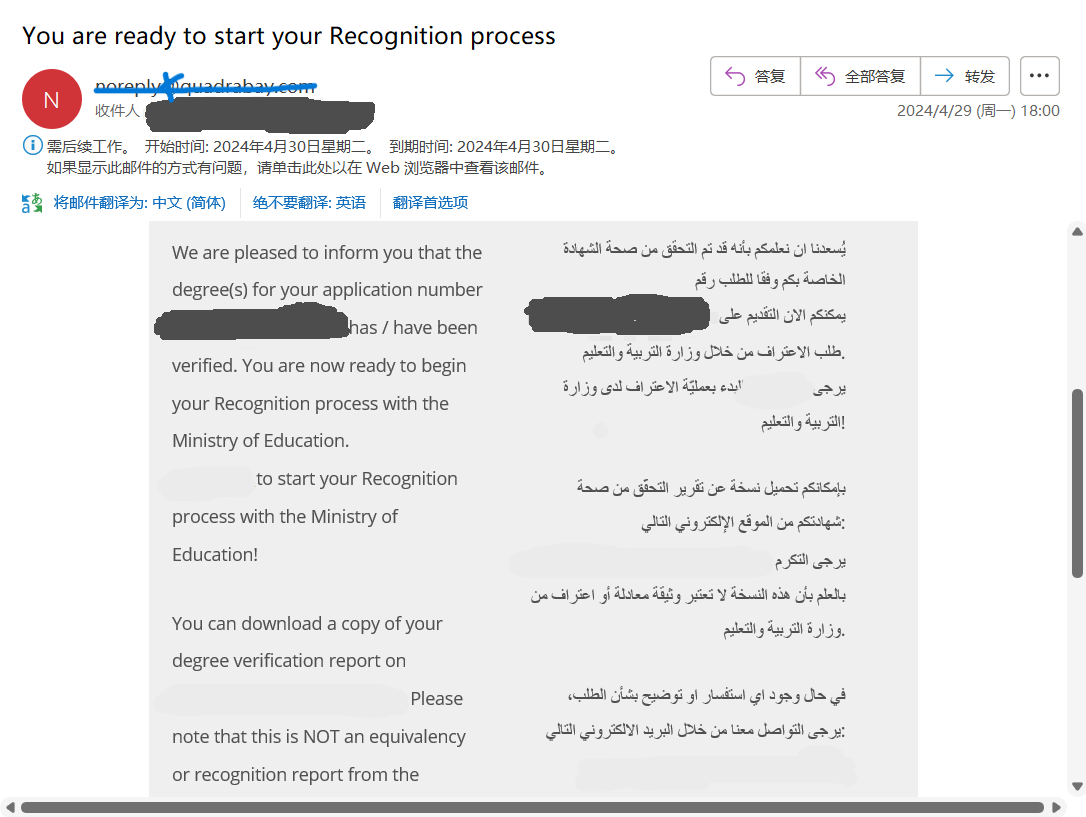 You are ready to start your Recognition process
N
noreply@quadrabay.com
收件人
答复
全部答复
转发
2024/4/29 (周一) 18:00
需后续工作。 开始时间: 2024年4月30日星期二。 到期时间: 2024年4月30日星期二。
如果显示此邮件的方式有问题，请单击此处以在 Web 浏览器中查看该邮件。
将邮件翻译为: 中文 (简体)
绝不要翻译: 英语
翻译首选项
We are pleased to inform you that the
degree(s) for your application number
has / have been
verified. You are now ready to begin
your Recognition process with the
Ministry of Education.
to start your Recognition
process with the Ministry of
Education!
You can download a copy of your
degree verification report on
Please
note that this is NOT an equivalency
or recognition report from the
يُسعدنا ان نعلمكم بأنه قد تم التحقق من صحة الشهادة
الخاصة بكم وفقا للطلب رقم
يمكنكم الان التقديم على
طلب الاعتراف من خلال وزارة التربية والتعليم.
يرجى البدء بعمليّة الاعتراف لدى وزارة
التربية والتعليم!
بإمكانكم تحميل نسخة عن تقرير التحقّق من صحة
شهادتكم من الموقع الإلكتروني التالي:
يرجى التكرم
بالعلم بأن هذه النسخة لا تعتبر وثيقة معادلة أو اعتراف من
وزارة التربية والتعليم.
في حال وجود اي استفسار او توضيح بشأن الطلب،
يرجى التواصل معنا من خلال البريد الالكتروني التالي: